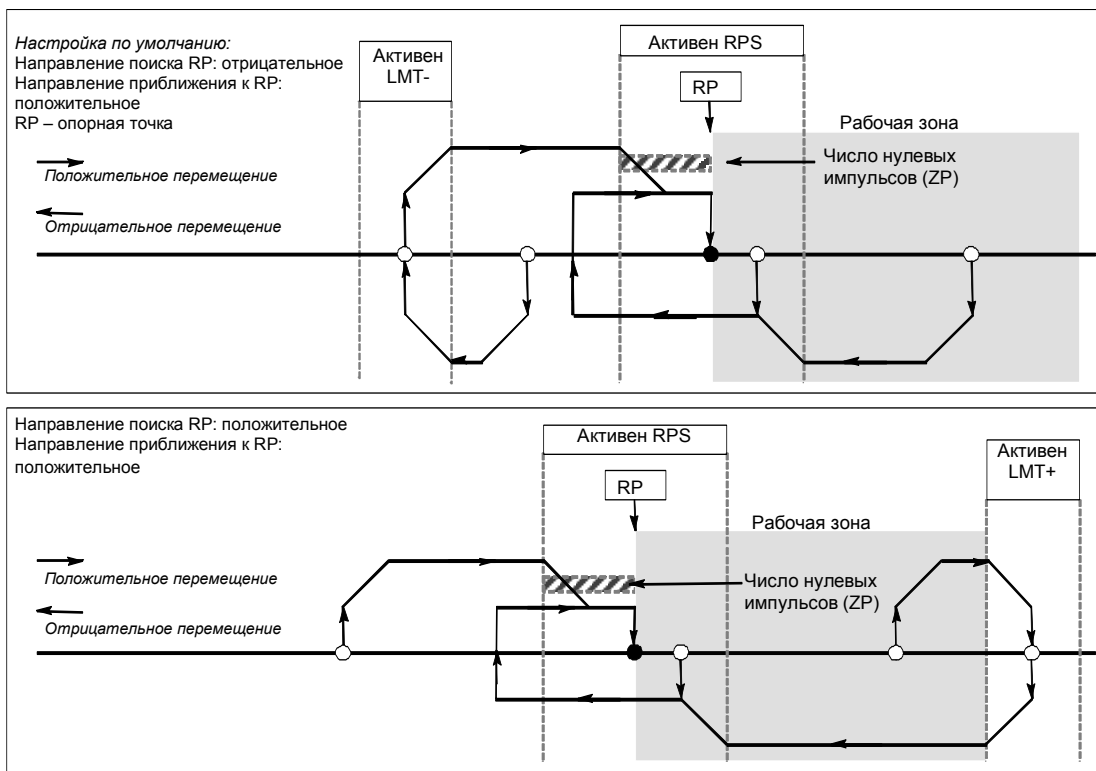 Настройка по умолчанию:
Направление поиска RP: отрицательное
Направление приближения к RP:
положительное
RP – опорная точка
Активен
LMT-
Активен RPS
RP
Рабочая зона
Число нулевых
импульсов (ZP)
Положительное перемещение
Отрицательное перемещение
Направление поиска RP: положительное
Направление приближения к RP:
положительное
Активен RPS
Активен
LMT+
RP
Рабочая зона
Число нулевых
импульсов (ZP)
Положительное перемещение
Отрицательное перемещение